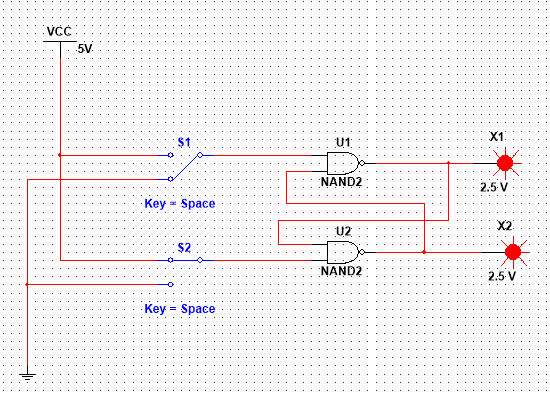 VCC
5V
S1
Key = Space
U1
NAND2
X1
2.5 V
S2
Key = Space
U2
NAND2
X2
2.5 V